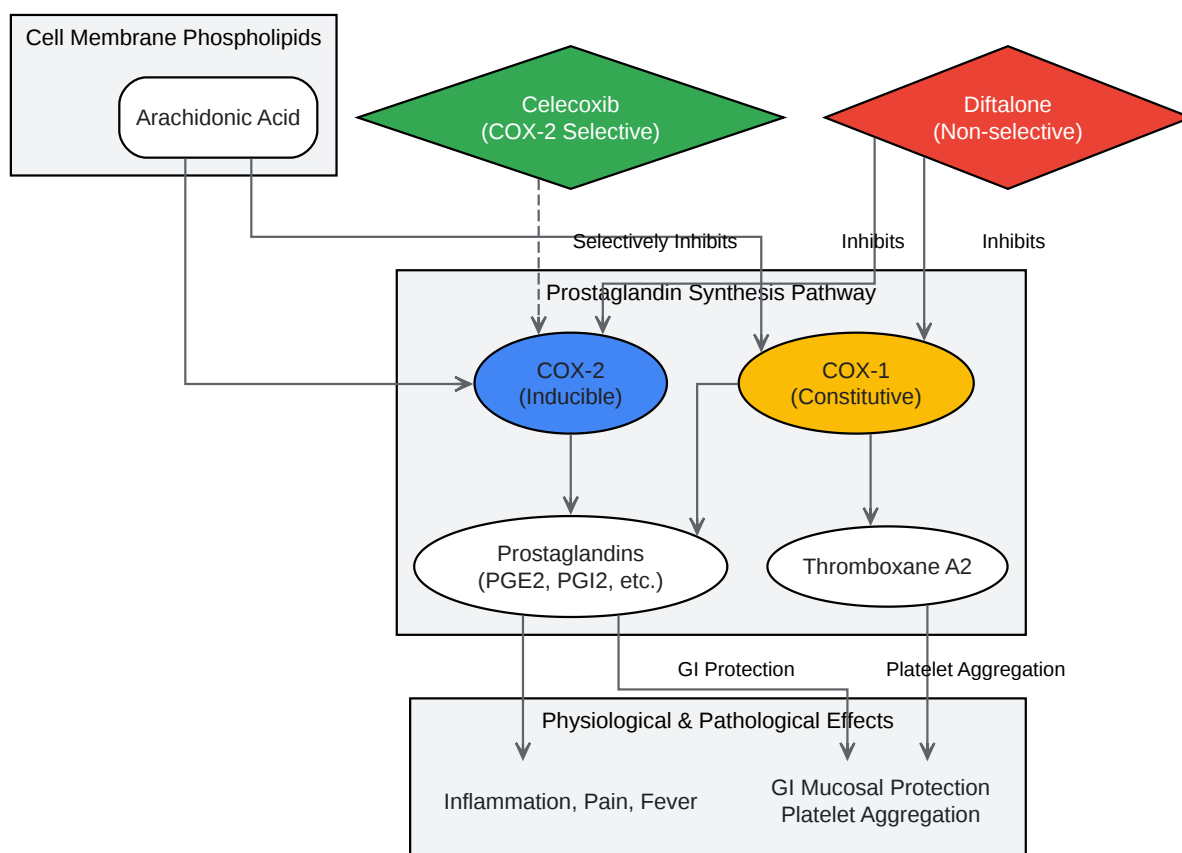 Cell Membrane Phospholipids
Arachidonic Acid
Celecoxib
(COX-2 Selective)
Diftalone
(Non-selective)
Selectively Inhibits
Inhibits
Inhibits
Prostaglandin Synthesis Pathway
COX-2
(Inducible)
COX-1
(Constitutive)
Prostaglandins
(PGE2, PGI2, etc.)
Thromboxane A2
GI Protection
Platelet Aggregation
Physiological & Pathological Effects
Inflammation, Pain, Fever
GI Mucosal Protection
Platelet Aggregation